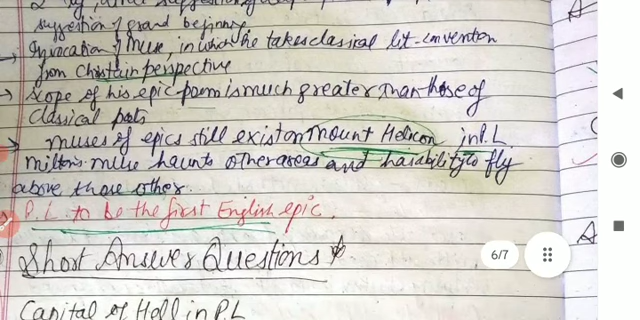 suggestion of grand beginning
→ Invocation of Muse, in which he takes classical lit-convention
from Christain perspective
→ Scope of his epic poem is much greater than those of
classical poets
→ Muses of epics still exist on Mount Helicon in P.L
Milton's muse haunts other areas and has ability to fly
above those other.
P.L to be the first English epic.
Short Answer Questions
6/7
Capital of Hell in P.L